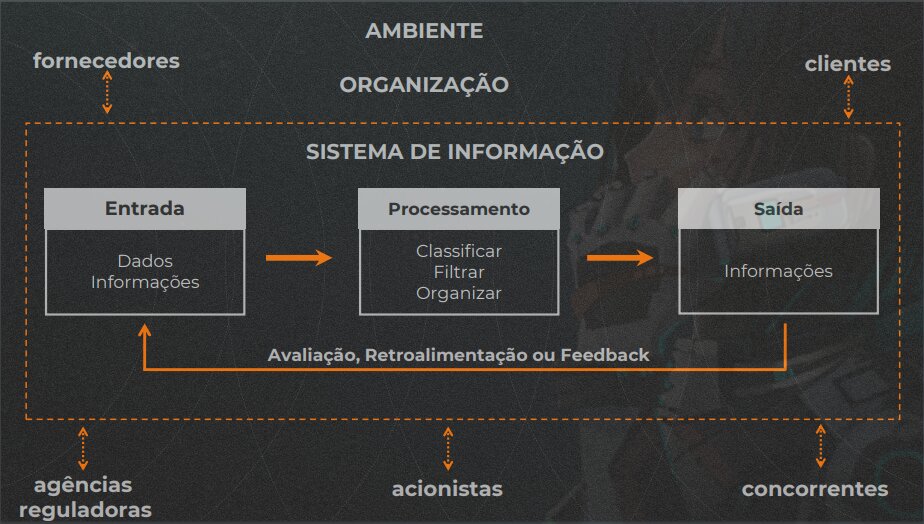 AMBIENTE
fornecedores
clientes
ORGANIZAÇÃO
SISTEMA DE INFORMAÇÃO
Entrada
Dados
Informações
Processamento
Classificar
Filtrar
Organizar
Saída
Informações
Avaliação, Retroalimentação ou Feedback
agências
reguladoras
acionistas
concorrentes